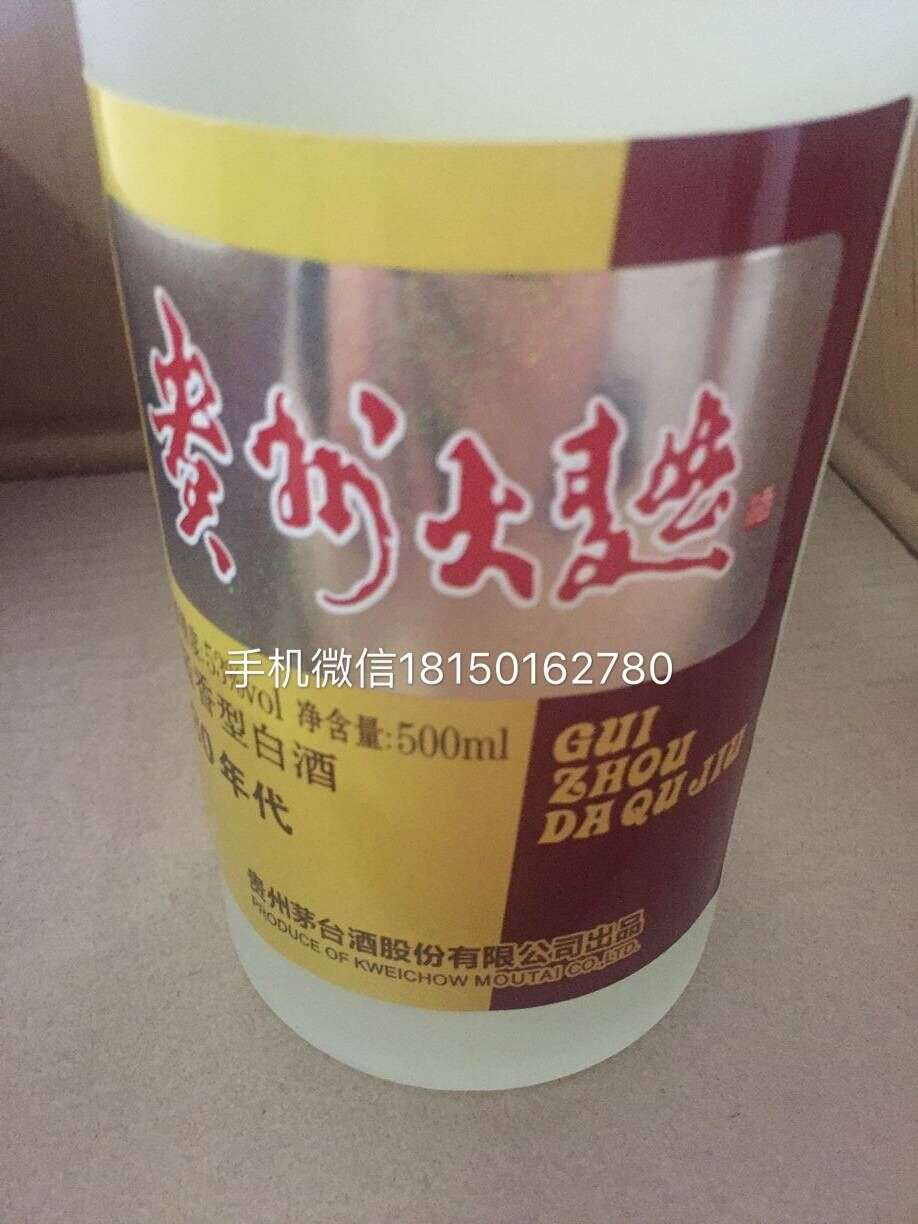 贵州大曲
手机微信18150162780
vol 净含量:500ml
香型白酒
0年代
GUI
ZHOU
DA QU JIU
贵州茅台酒股份有限公司出品
PRODUCE OF KWEICHOW MOUTAI CO.,LTD.